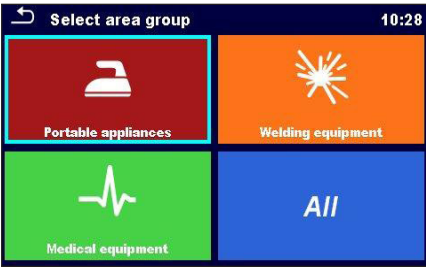 Select area group 10:28
Portable appliances
Welding equipment
Medical equipment
All